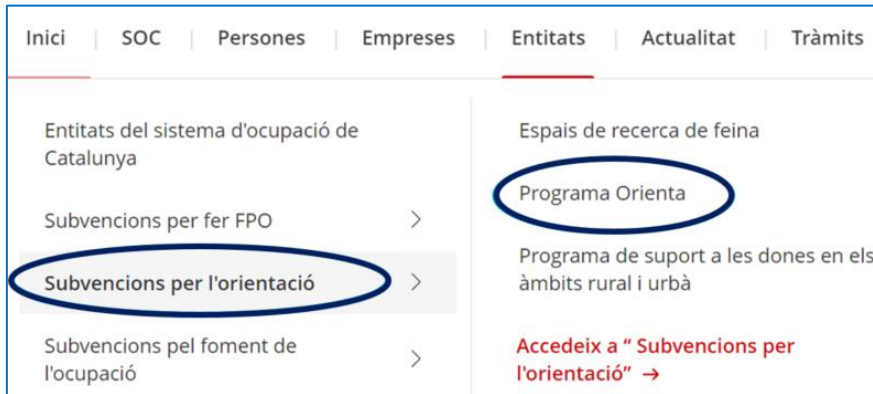 Inici | SOC | Persones | Empreses | Entitats | Actualitat | Tràmits
Entitats del sistema d'ocupació de
Catalunya
Subvencions per fer FPO
Subvencions per l'orientació
Subvencions pel foment de
l'ocupació
Espais de recerca de feina
Programa Orienta
Programa de suport a les dones en els
àmbits rural i urbà
Accedeix a “ Subvencions per
l'orientació” →